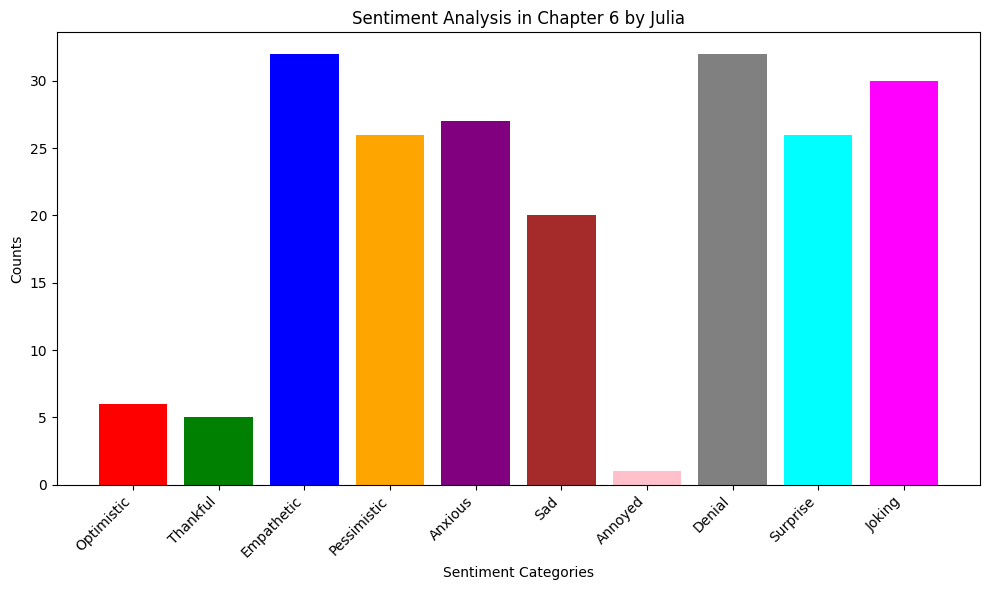 Sentiment Analysis in Chapter 6 by Julia
Counts
30
25
20
15
10
5
0
Optimistic
Thankful
Empathetic
Pessimistic
Anxious
Sad
Annoyed
Denial
Surprise
Joking
Sentiment Categories